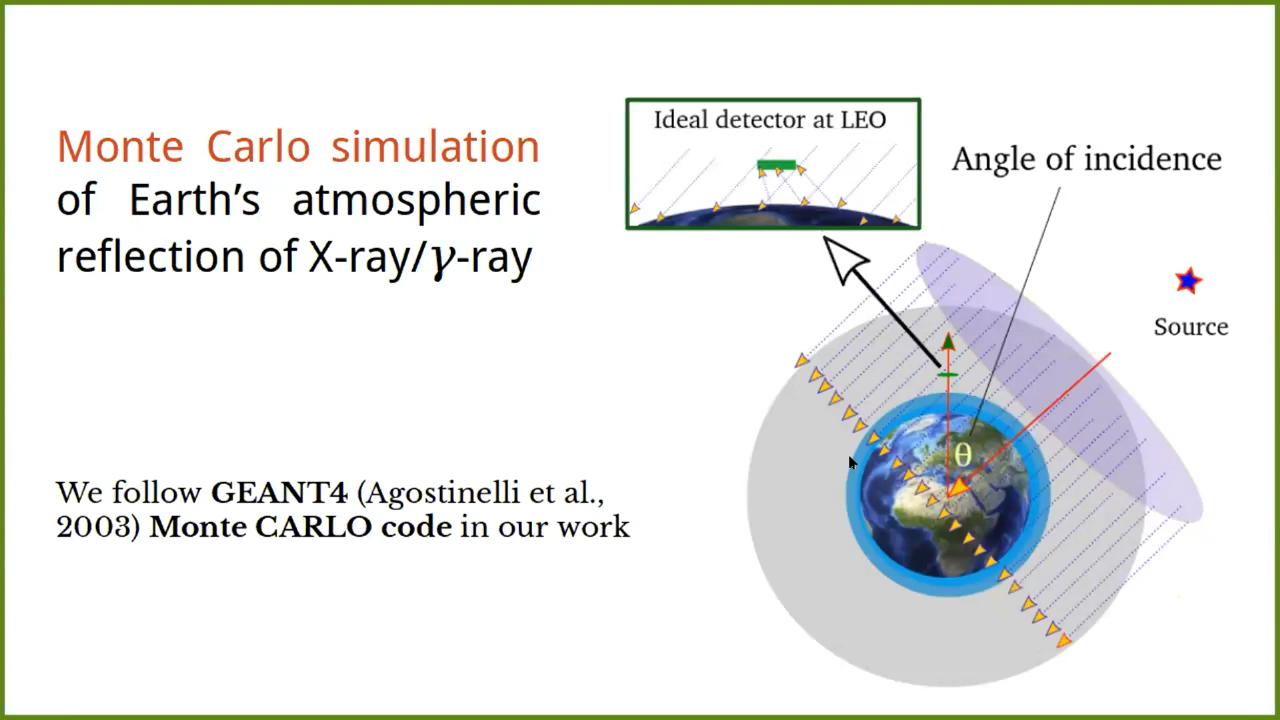 Monte Carlo simulation
of Earth’s atmospheric
reflection of X-ray/γ-ray
We follow GEANT4 (Agostinelli et al.,
2003) Monte CARLO code in our work
Ideal detector at LEO
Angle of incidence
Source
θ